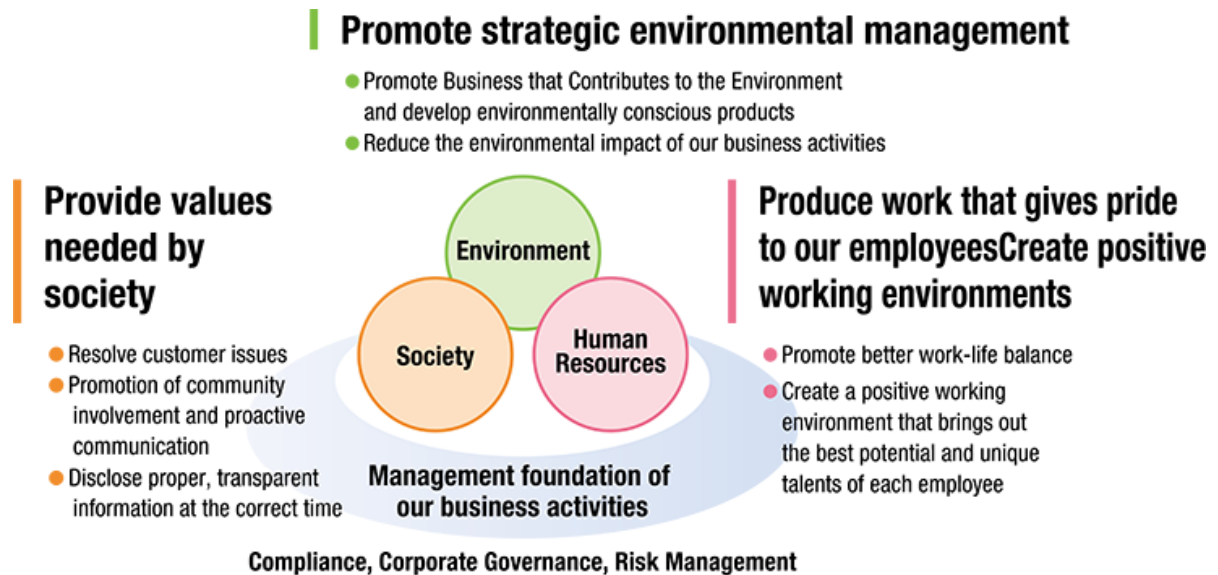 Promote strategic environmental management
Promote Business that Contributes to the Environment
and develop environmentally conscious products
Reduce the environmental impact of our business activities
Provide values
needed by
society
Resolve customer issues
Promotion of community
involvement and proactive
communication
Disclose proper, transparent
information at the correct time
Environment
Society
Human
Resources
Produce work that gives pride
to our employeesCreate positive
working environments
Promote better work-life balance
Create a positive working
environment that brings out
the best potential and unique
talents of each employee
Management foundation of
our business activities
Compliance, Corporate Governance, Risk Management